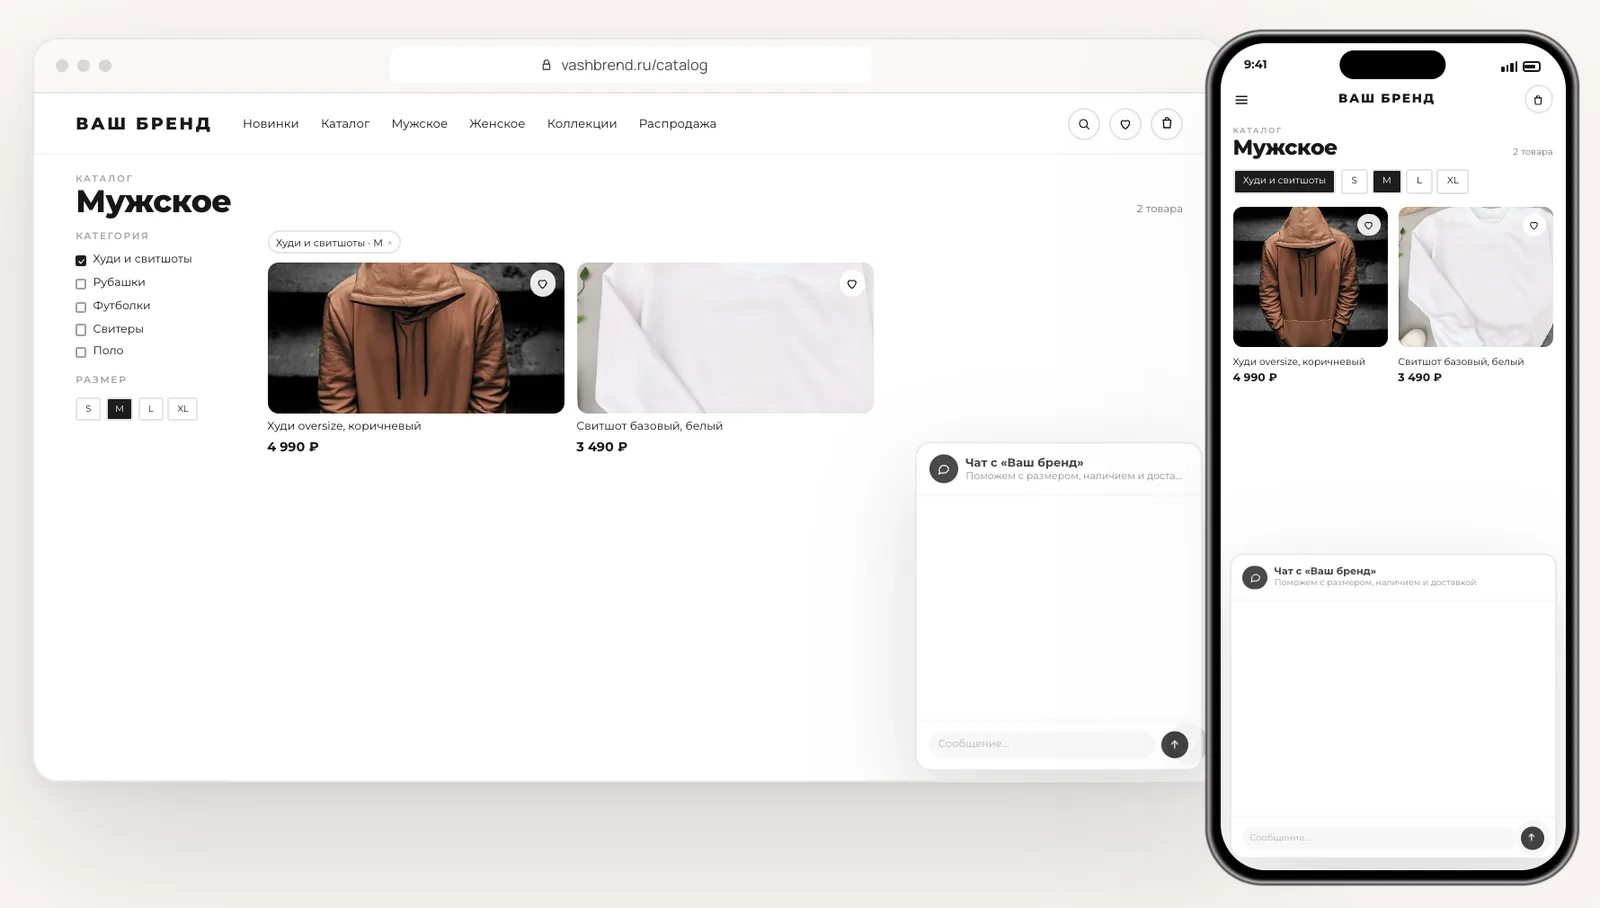 vashbrend.ru/catalog
ВАШ БРЕНД Новинки Каталог Мужское Женское Коллекции Распродажа
КАТАЛОГ
Мужское
2 товара
КАТЕГОРИЯ
Худи и свитшоты
Рубашки
Футболки
Свитеры
Поло
РАЗМЕР
S M L XL
Худи и свитшоты · M ×
Худи oversize, коричневый
4 990 ₽
Свитшот базовый, белый
3 490 ₽
Чат с «Ваш бренд»
Поможем с размером, наличием и доста...
Сообщение...
9:41
ВАШ БРЕНД
КАТАЛОГ
Мужское
2 товара
Худи и свитшоты S M L XL
Худи oversize, коричневый
4 990 ₽
Свитшот базовый, белый
3 490 ₽
Чат с «Ваш бренд»
Поможем с размером, наличием и доставкой
Сообщение...